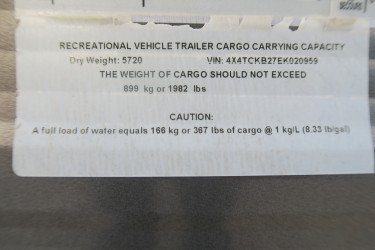 SECURE
RECREATIONAL VEHICLE TRAILER CARGO CARRYING CAPACITY
Dry Weight: 5720 VIN: 4X4TCKB27EK020959
THE WEIGHT OF CARGO SHOULD NOT EXCEED
899 kg or 1982 lbs
CAUTION:
A full load of water equals 166 kg or 367 lbs of cargo @ 1 kg/L (8.33 lb/gal)